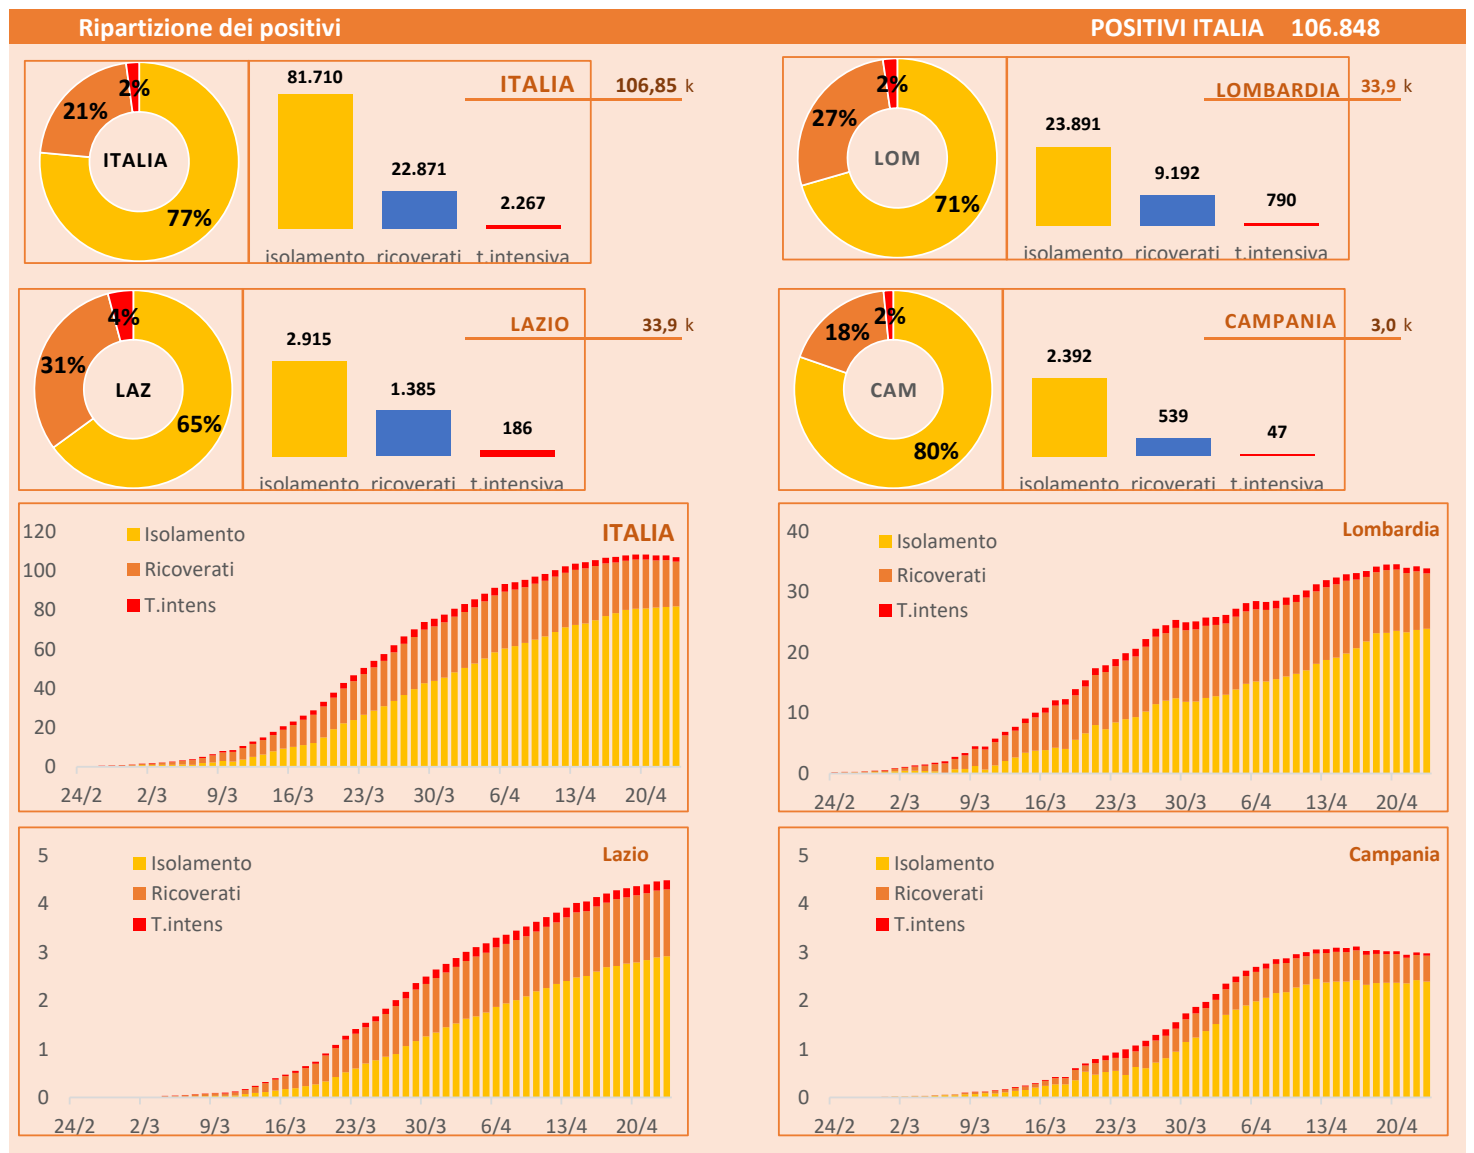 Ripartizione dei positivi
POSITIVI ITALIA 106.848
ITALIA 106,85 k
2%
21%
77%
ITALIA
81.710
22.871
2.267
isolamento ricoverati t.intensiva
LOMBARDIA 33,9 k
2%
27%
71%
LOM
23.891
9.192
790
isolamento ricoverati t.intensiva
LAZIO 33,9 k
4%
31%
65%
LAZ
2.915
1.385
186
isolamento ricoverati t.intensiva
CAMPANIA 3,0 k
2%
18%
80%
CAM
2.392
539
47
isolamento ricoverati t.intensiva
ITALIA
Isolamento
Ricoverati
T.intens
120
100
80
60
40
20
0
24/2 2/3 9/3 16/3 23/3 30/3 6/4 13/4 20/4
Lombardia
Isolamento
Ricoverati
T.intens
40
30
20
10
0
24/2 2/3 9/3 16/3 23/3 30/3 6/4 13/4 20/4
Lazio
Isolamento
Ricoverati
T.intens
5
4
3
2
1
0
24/2 2/3 9/3 16/3 23/3 30/3 6/4 13/4 20/4
Campania
Isolamento
Ricoverati
T.intens
5
4
3
2
1
0
24/2 2/3 9/3 16/3 23/3 30/3 6/4 13/4 20/4